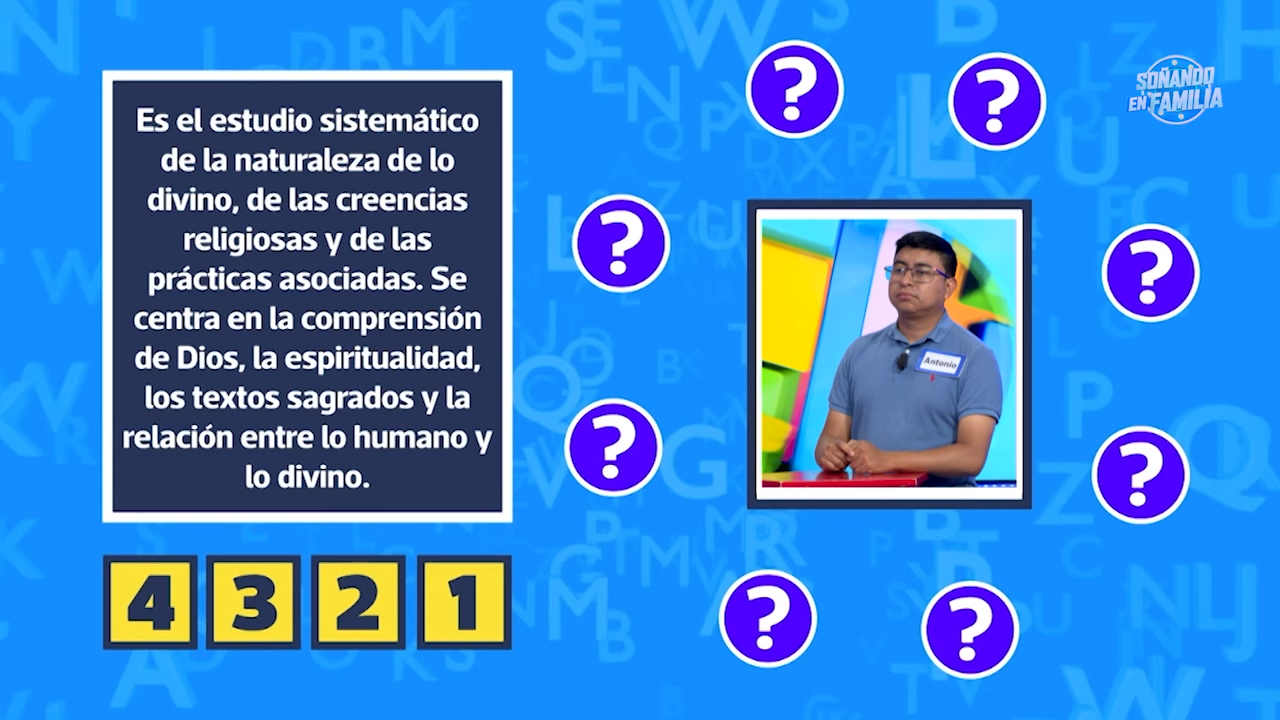 Es el estudio sistemático
de la naturaleza de lo
divino, de las creencias
religiosas y de las
prácticas asociadas. Se
centra en la comprensión
de Dios, la espiritualidad,
los textos sagrados y la
relación entre lo humano y
lo divino.
4 3 2 1
? ? ? ? ? ? ? ?
Antonio
SOÑANDO
EN FAMILIA